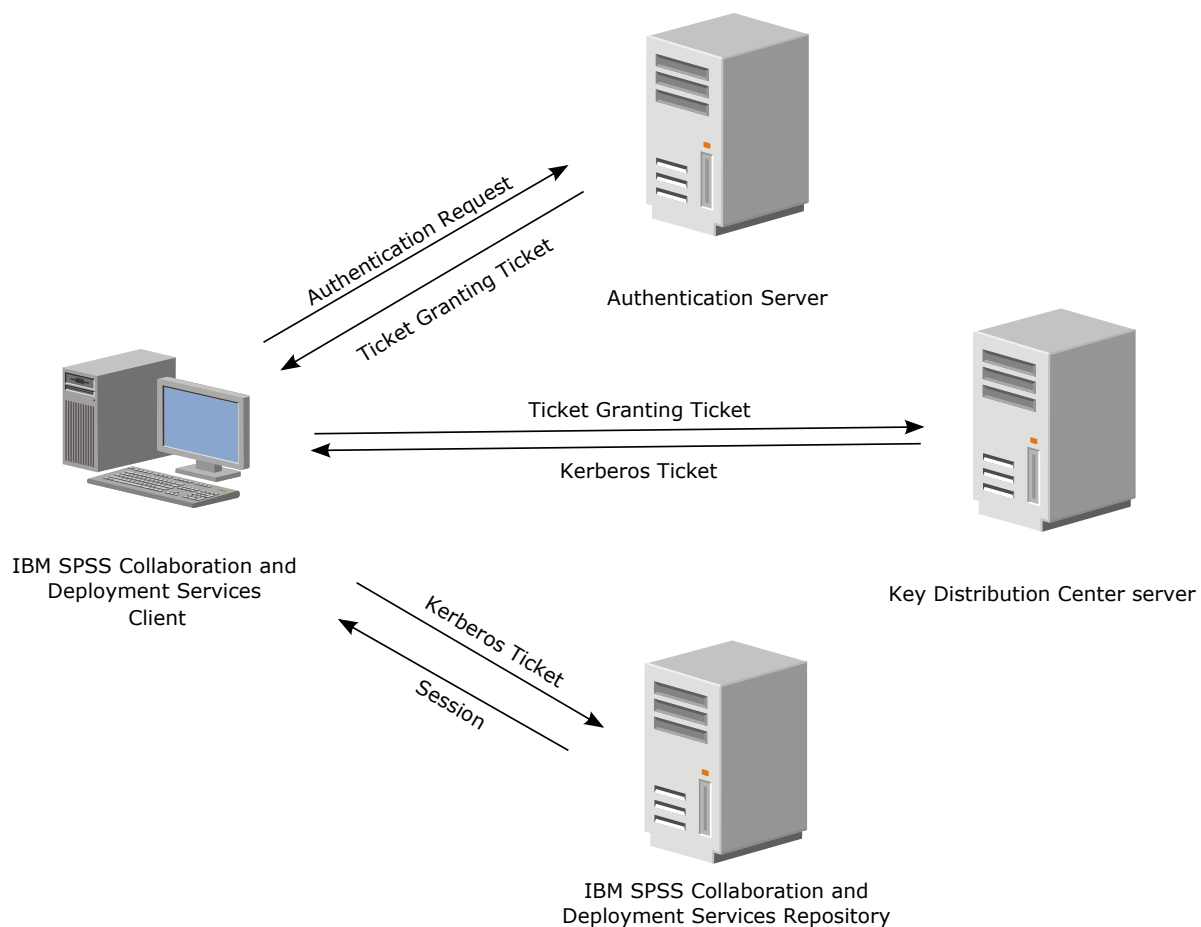 Authentication Request
Ticket Granting Ticket
Authentication Server
Ticket Granting Ticket
Kerberos Ticket
IBM SPSS Collaboration and
Deployment Services
Client
Key Distribution Center server
Kerberos Ticket
Session
IBM SPSS Collaboration and
Deployment Services Repository